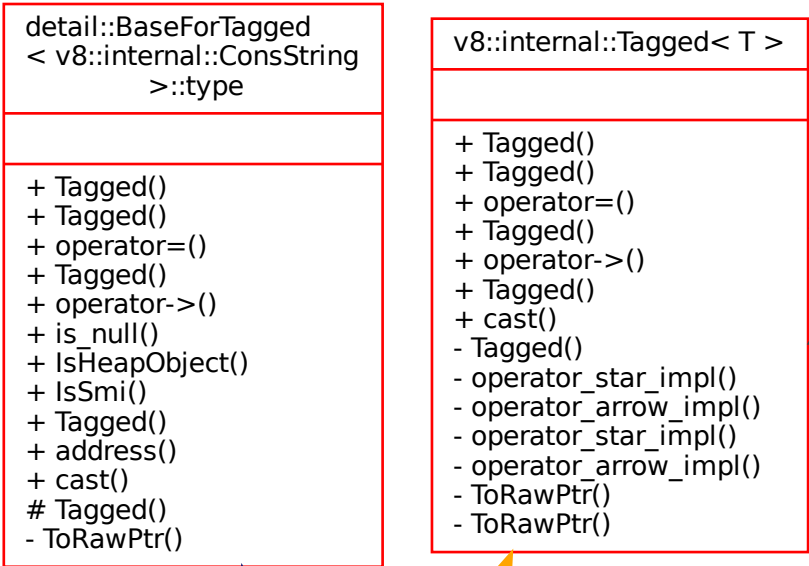 detail::BaseForTagged
< v8::internal::ConsString
>::type
+ Tagged()
+ Tagged()
+ operator=()
+ Tagged()
+ operator->()
+ is_null()
+ IsHeapObject()
+ IsSmi()
+ Tagged()
+ address()
+ cast()
# Tagged()
- ToRawPtr()
v8::internal::Tagged< T >
+ Tagged()
+ Tagged()
+ operator=()
+ Tagged()
+ operator->()
+ Tagged()
+ cast()
- Tagged()
- operator_star_impl()
- operator_arrow_impl()
- operator_star_impl()
- operator_arrow_impl()
- ToRawPtr()
- ToRawPtr()